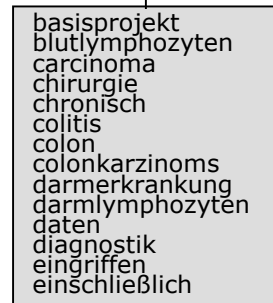 basisprojekt
blutlymphozyten
carcinoma
chirurgie
chronisch
colitis
colon
colonkarzinoms
darmerkrankung
darmlymphozyten
daten
diagnostik
eingriffen
einschließlich